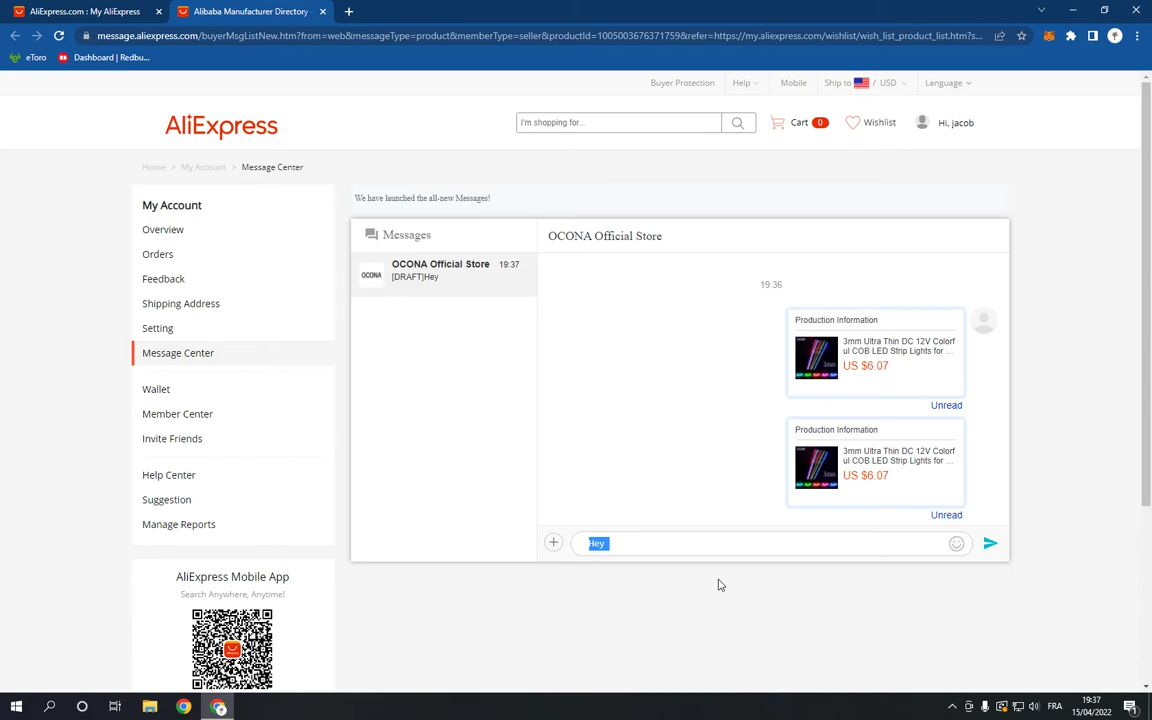 AliExpress.com : My AliExpress
Alibaba Manufacturer Directory
message.aliexpress.com/buyerMsgListNew.htm?from=web&messageType=product&memberType=seller&productId=1005003676371759&refer=https://my.aliexpress.com/wishlist/wish_list_product_list.htm?s...
eToro
Dashboard | Redbu...
Buyer Protection
Help
Mobile
Ship to / USD
Language
AliExpress
I'm shopping for...
Cart 0
Wishlist
Hi, jacob
Home > My Account > Message Center
My Account
Overview
Orders
Feedback
Shipping Address
Setting
Message Center
Wallet
Member Center
Invite Friends
Help Center
Suggestion
Manage Reports
AliExpress Mobile App
Search Anywhere, Anytime!
We have launched the all-new Messages!
Messages
OCONA
OCONA Official Store 19:37
[DRAFT]Hey
OCONA Official Store
19:36
Production Information
3mm
3mm Ultra Thin DC 12V Colorf
ul COB LED Strip Lights for ...
US $6.07
Unread
Production Information
3mm
3mm Ultra Thin DC 12V Colorf
ul COB LED Strip Lights for ...
US $6.07
Unread
Hey
FRA
19:37
15/04/2022